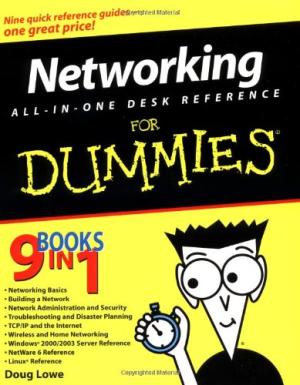 Nine quick reference guides,
one great price!
Networking
ALL-IN-ONE DESK REFERENCE
FOR
DUMMIES®
9 BOOKS
IN 1
• Networking Basics
• Building a Network
• Network Administration and Security
• Troubleshooting and Disaster Planning
• TCP/IP and the Internet
• Wireless and Home Networking
• Windows® 2000/2003 Server Reference
• NetWare 6 Reference
• Linux® Reference
Doug Lowe